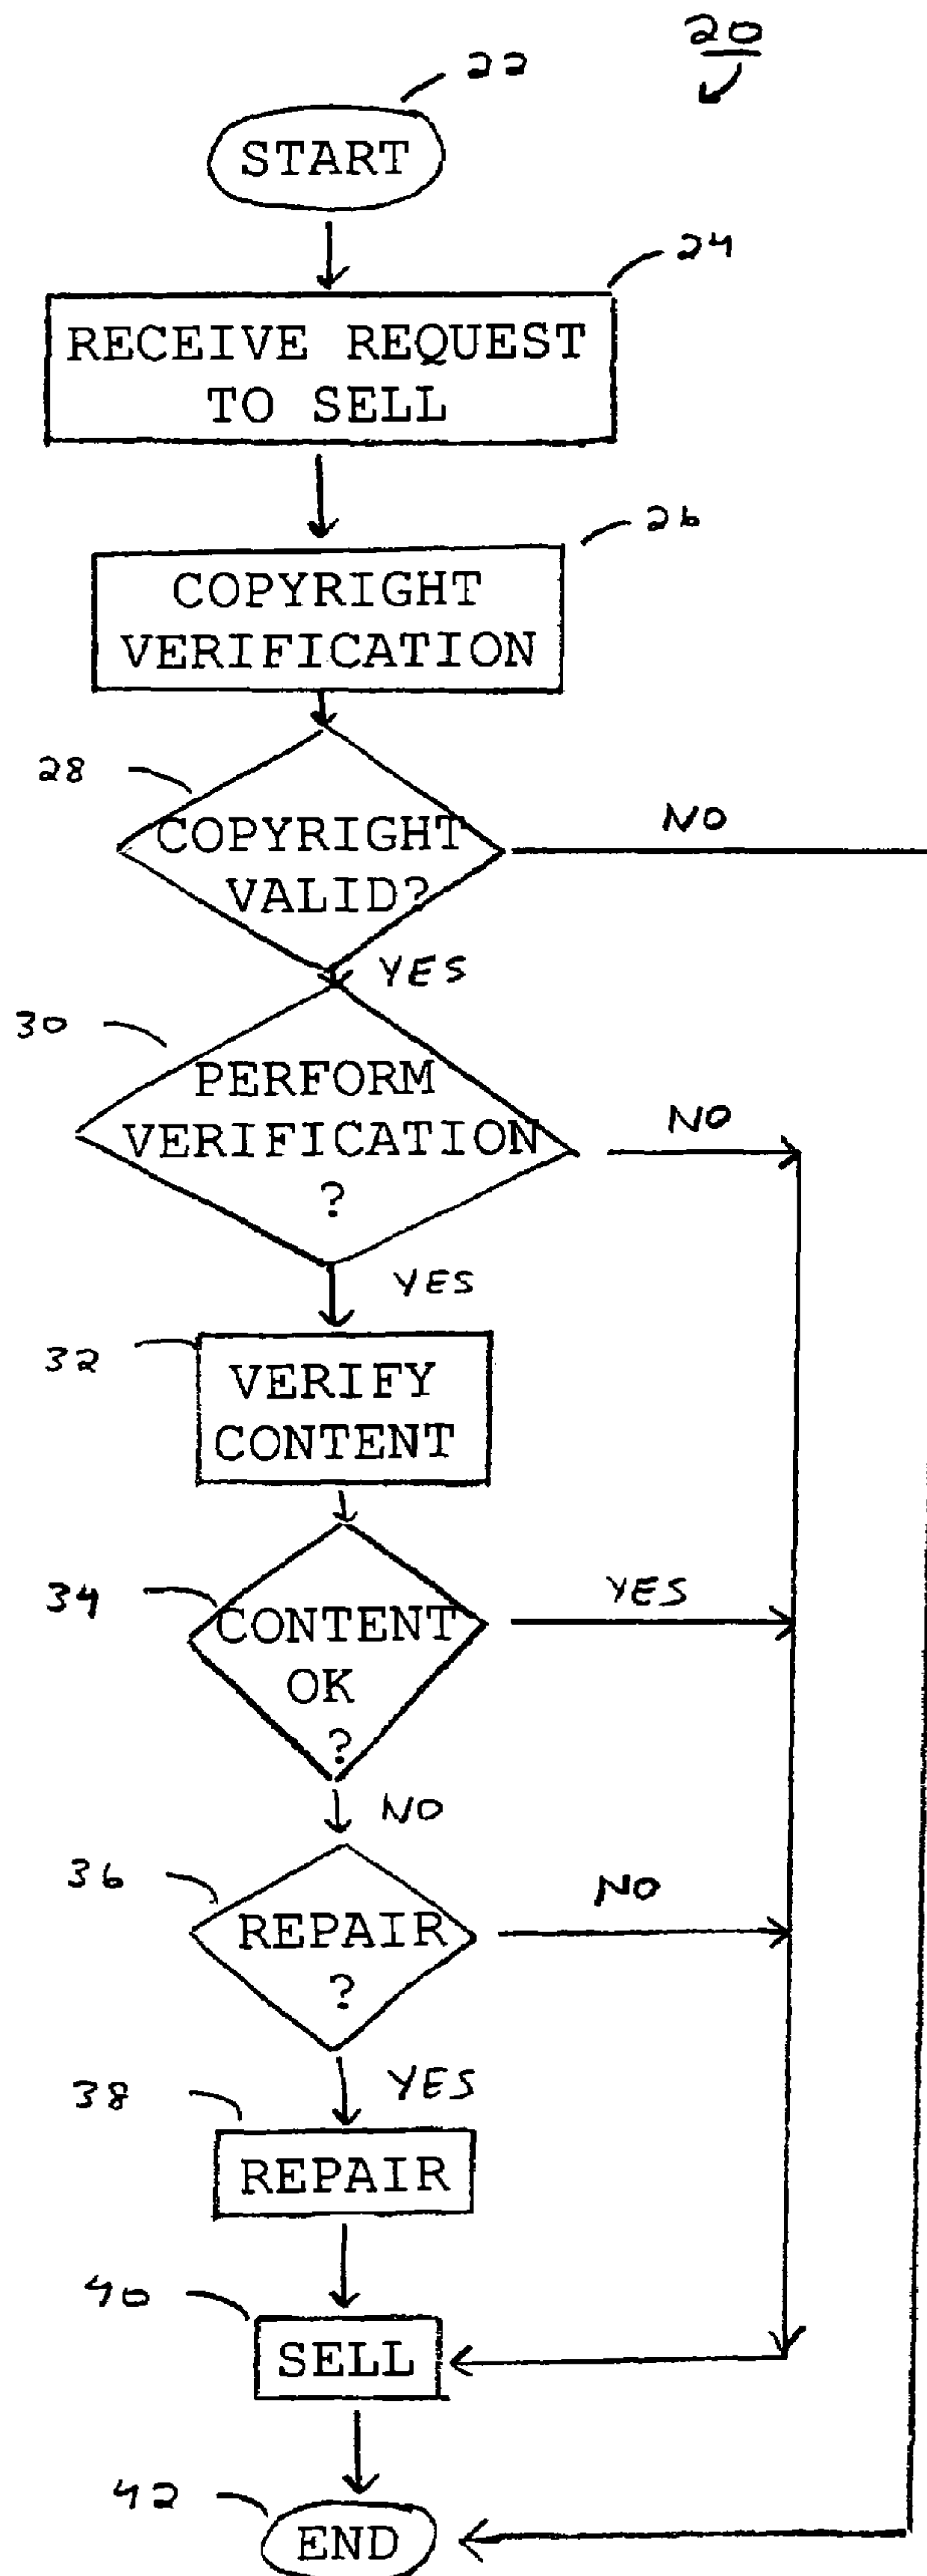 20
22
START
24
RECEIVE REQUEST
TO SELL
26
COPYRIGHT
VERIFICATION
28
COPYRIGHT
VALID?
NO
YES
30
PERFORM
VERIFICATION
?
NO
YES
32
VERIFY
CONTENT
34
CONTENT
OK
?
YES
NO
36
REPAIR
?
NO
YES
38
REPAIR
40
SELL
42
END